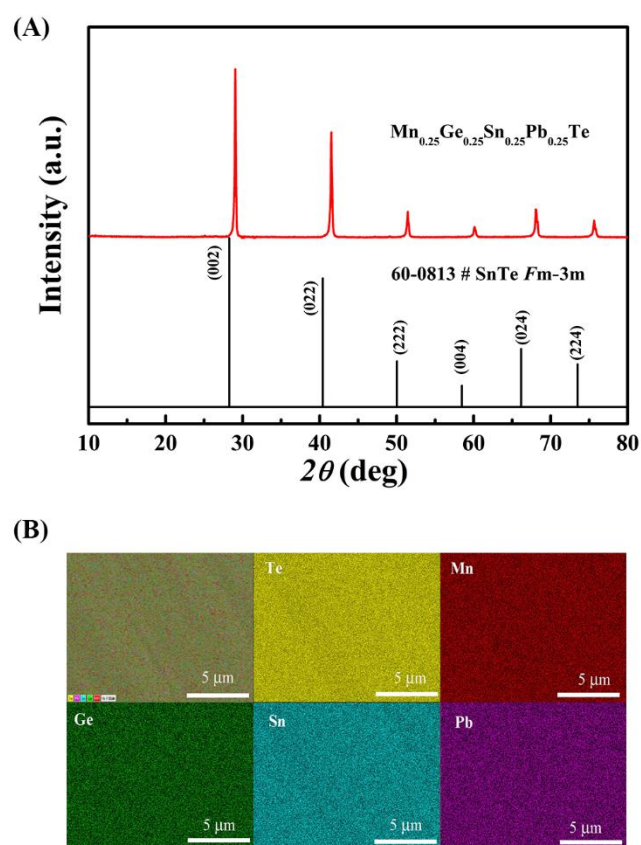 (A)
Intensity (a.u.)
Mn0.25Ge0.25Sn0.25Pb0.25Te
60-0813 # SnTe Fm-3m
(002)
(022)
(222)
(004)
(024)
(224)
10 20 30 40 50 60 70 80
2θ (deg)
(B)
5 μm
Te
5 μm
Mn
5 μm
Ge
5 μm
Sn
5 μm
Pb
5 μm